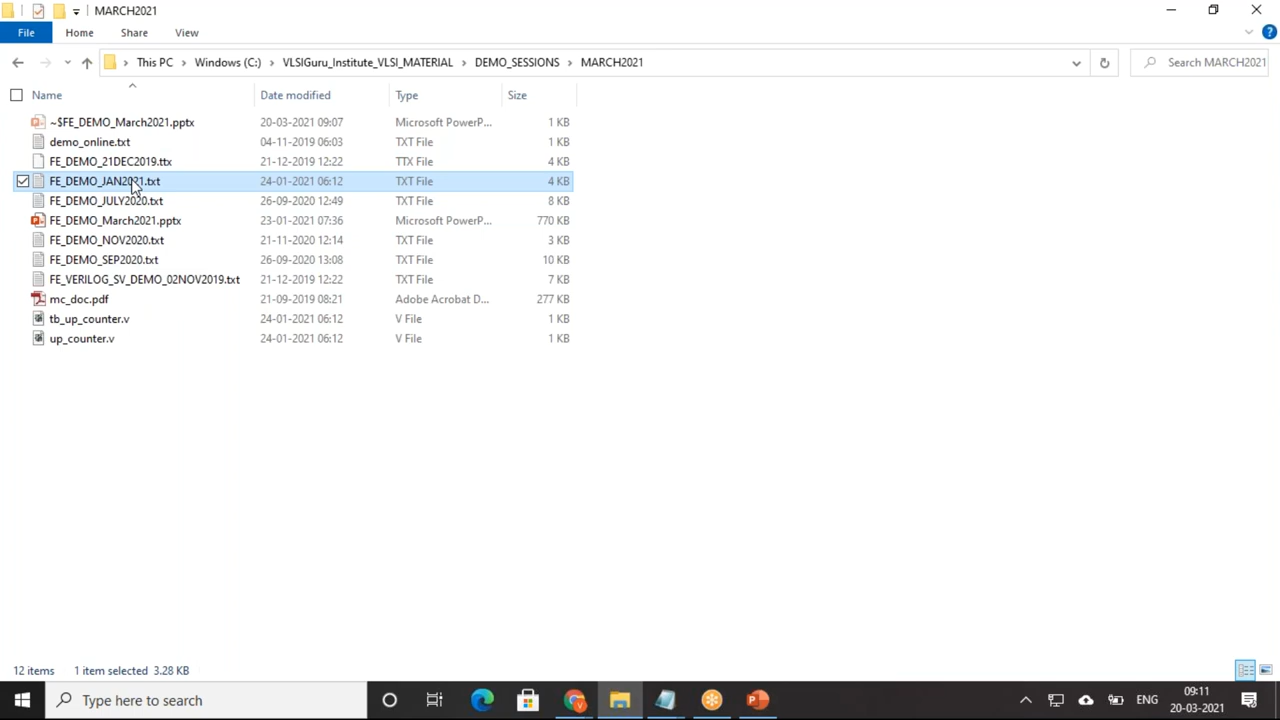 MARCH2021
File Home Share View
This PC Windows (C:) VLSIGuru_Institute_VLSI_MATERIAL DEMO_SESSIONS MARCH2021 Search MARCH2021
Name Date modified Type Size
~$FE_DEMO_March2021.pptx 20-03-2021 09:07 Microsoft PowerP... 1 KB
demo_online.txt 04-11-2019 06:03 TXT File 1 KB
FE_DEMO_21DEC2019.ttx 21-12-2019 12:22 TTX File 4 KB
FE_DEMO_JAN2021.txt 24-01-2021 06:12 TXT File 4 KB
FE_DEMO_JULY2020.txt 26-09-2020 12:49 TXT File 8 KB
FE_DEMO_March2021.pptx 23-01-2021 07:36 Microsoft PowerP... 770 KB
FE_DEMO_NOV2020.txt 21-11-2020 12:14 TXT File 3 KB
FE_DEMO_SEP2020.txt 26-09-2020 13:08 TXT File 10 KB
FE_VERILOG_SV_DEMO_02NOV2019.txt 21-12-2019 12:22 TXT File 7 KB
mc_doc.pdf 21-09-2019 08:21 Adobe Acrobat D... 277 KB
tb_up_counter.v 24-01-2021 06:12 V File 1 KB
up_counter.v 24-01-2021 06:12 V File 1 KB
12 items 1 item selected 3.28 KB
Type here to search ENG 09:11
20-03-2021